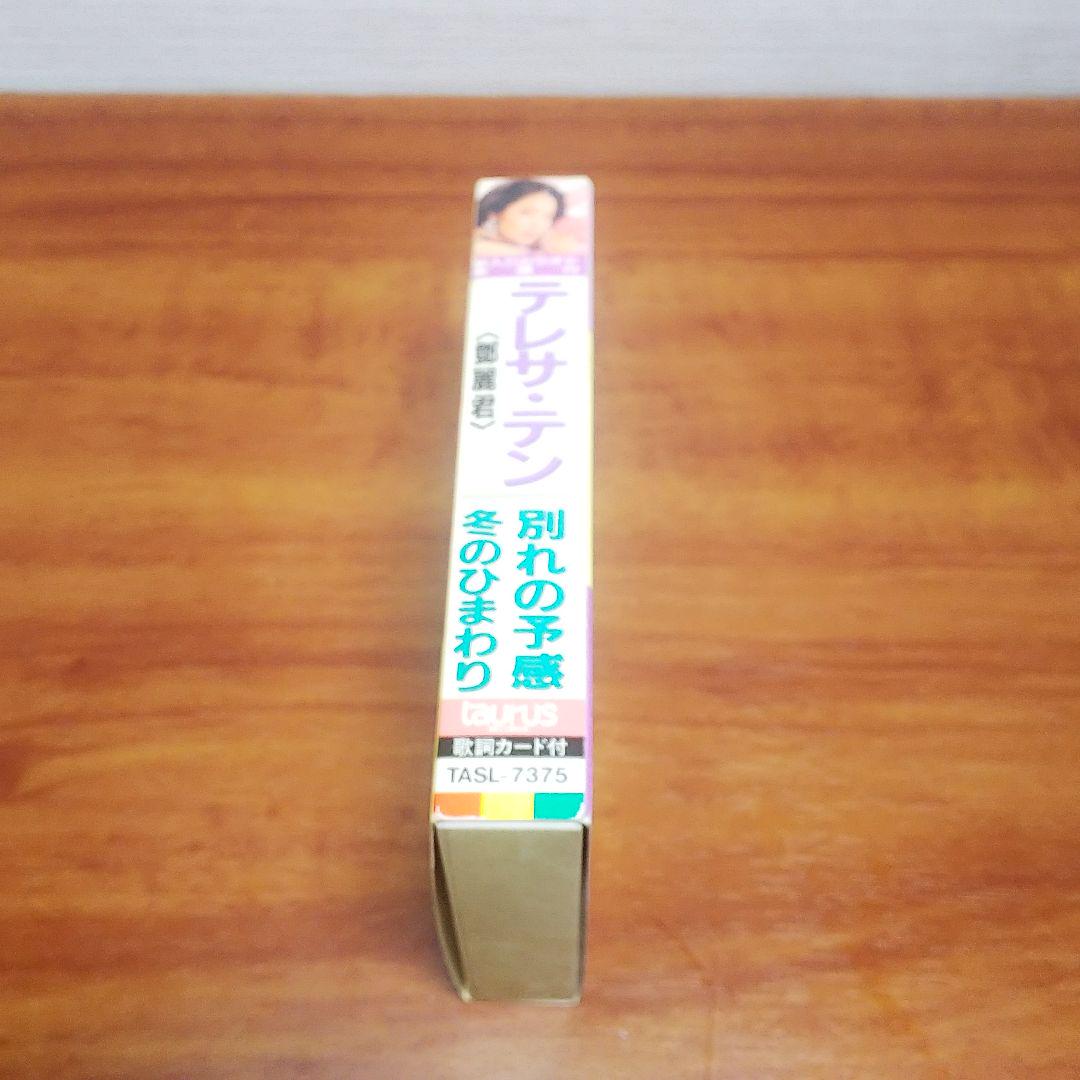 テレサ・テン
〈鄧麗君〉
別れの予感
冬のひまわり
taurus
歌詞カード付
TASL-7375